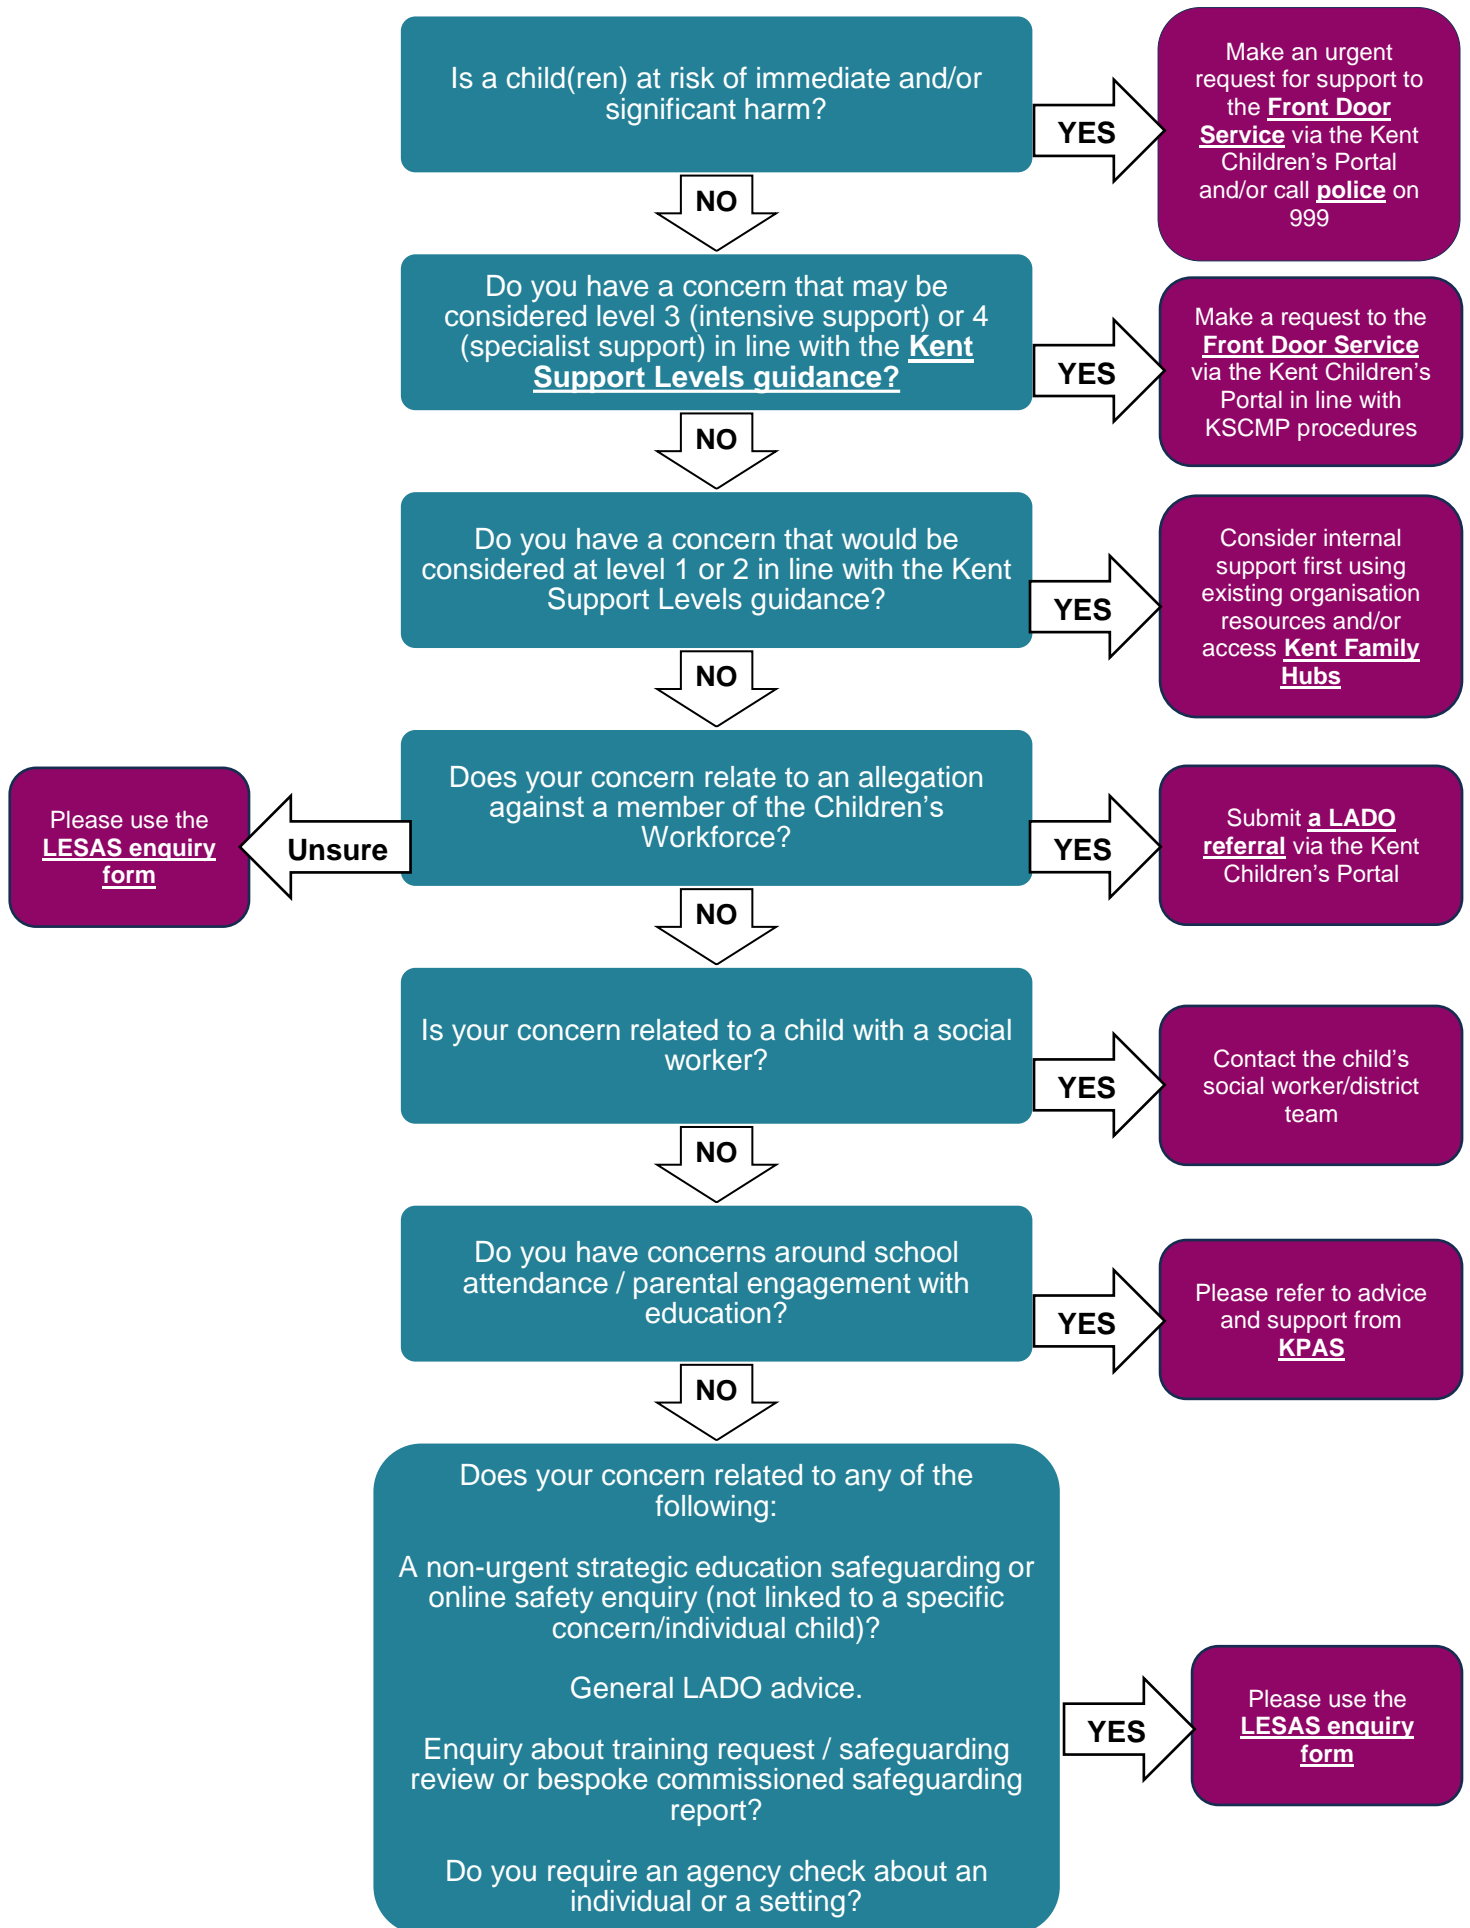 Is a child(ren) at risk of immediate and/or
significant harm?
YES
Make an urgent
request for support to
the Front Door
Service via the Kent
Children’s Portal
and/or call police on
999
NO
Do you have a concern that may be
considered level 3 (intensive support) or 4
(specialist support) in line with the Kent
Support Levels guidance?
YES
Make a request to the
Front Door Service
via the Kent Children’s
Portal in line with
KSCMP procedures
NO
Do you have a concern that would be
considered at level 1 or 2 in line with the Kent
Support Levels guidance?
YES
Consider internal
support first using
existing organisation
resources and/or
access Kent Family
Hubs
NO
Does your concern relate to an allegation
against a member of the Children’s
Workforce?
Unsure
Please use the
LESAS enquiry
form
YES
Submit a LADO
referral via the Kent
Children’s Portal
NO
Is your concern related to a child with a social
worker?
YES
Contact the child’s
social worker/district
team
NO
Do you have concerns around school
attendance / parental engagement with
education?
YES
Please refer to advice
and support from
KPAS
NO
Does your concern related to any of the
following:
A non-urgent strategic education safeguarding or
online safety enquiry (not linked to a specific
concern/individual child)?
General LADO advice.
Enquiry about training request / safeguarding
review or bespoke commissioned safeguarding
report?
Do you require an agency check about an
individual or a setting?
YES
Please use the
LESAS enquiry
form